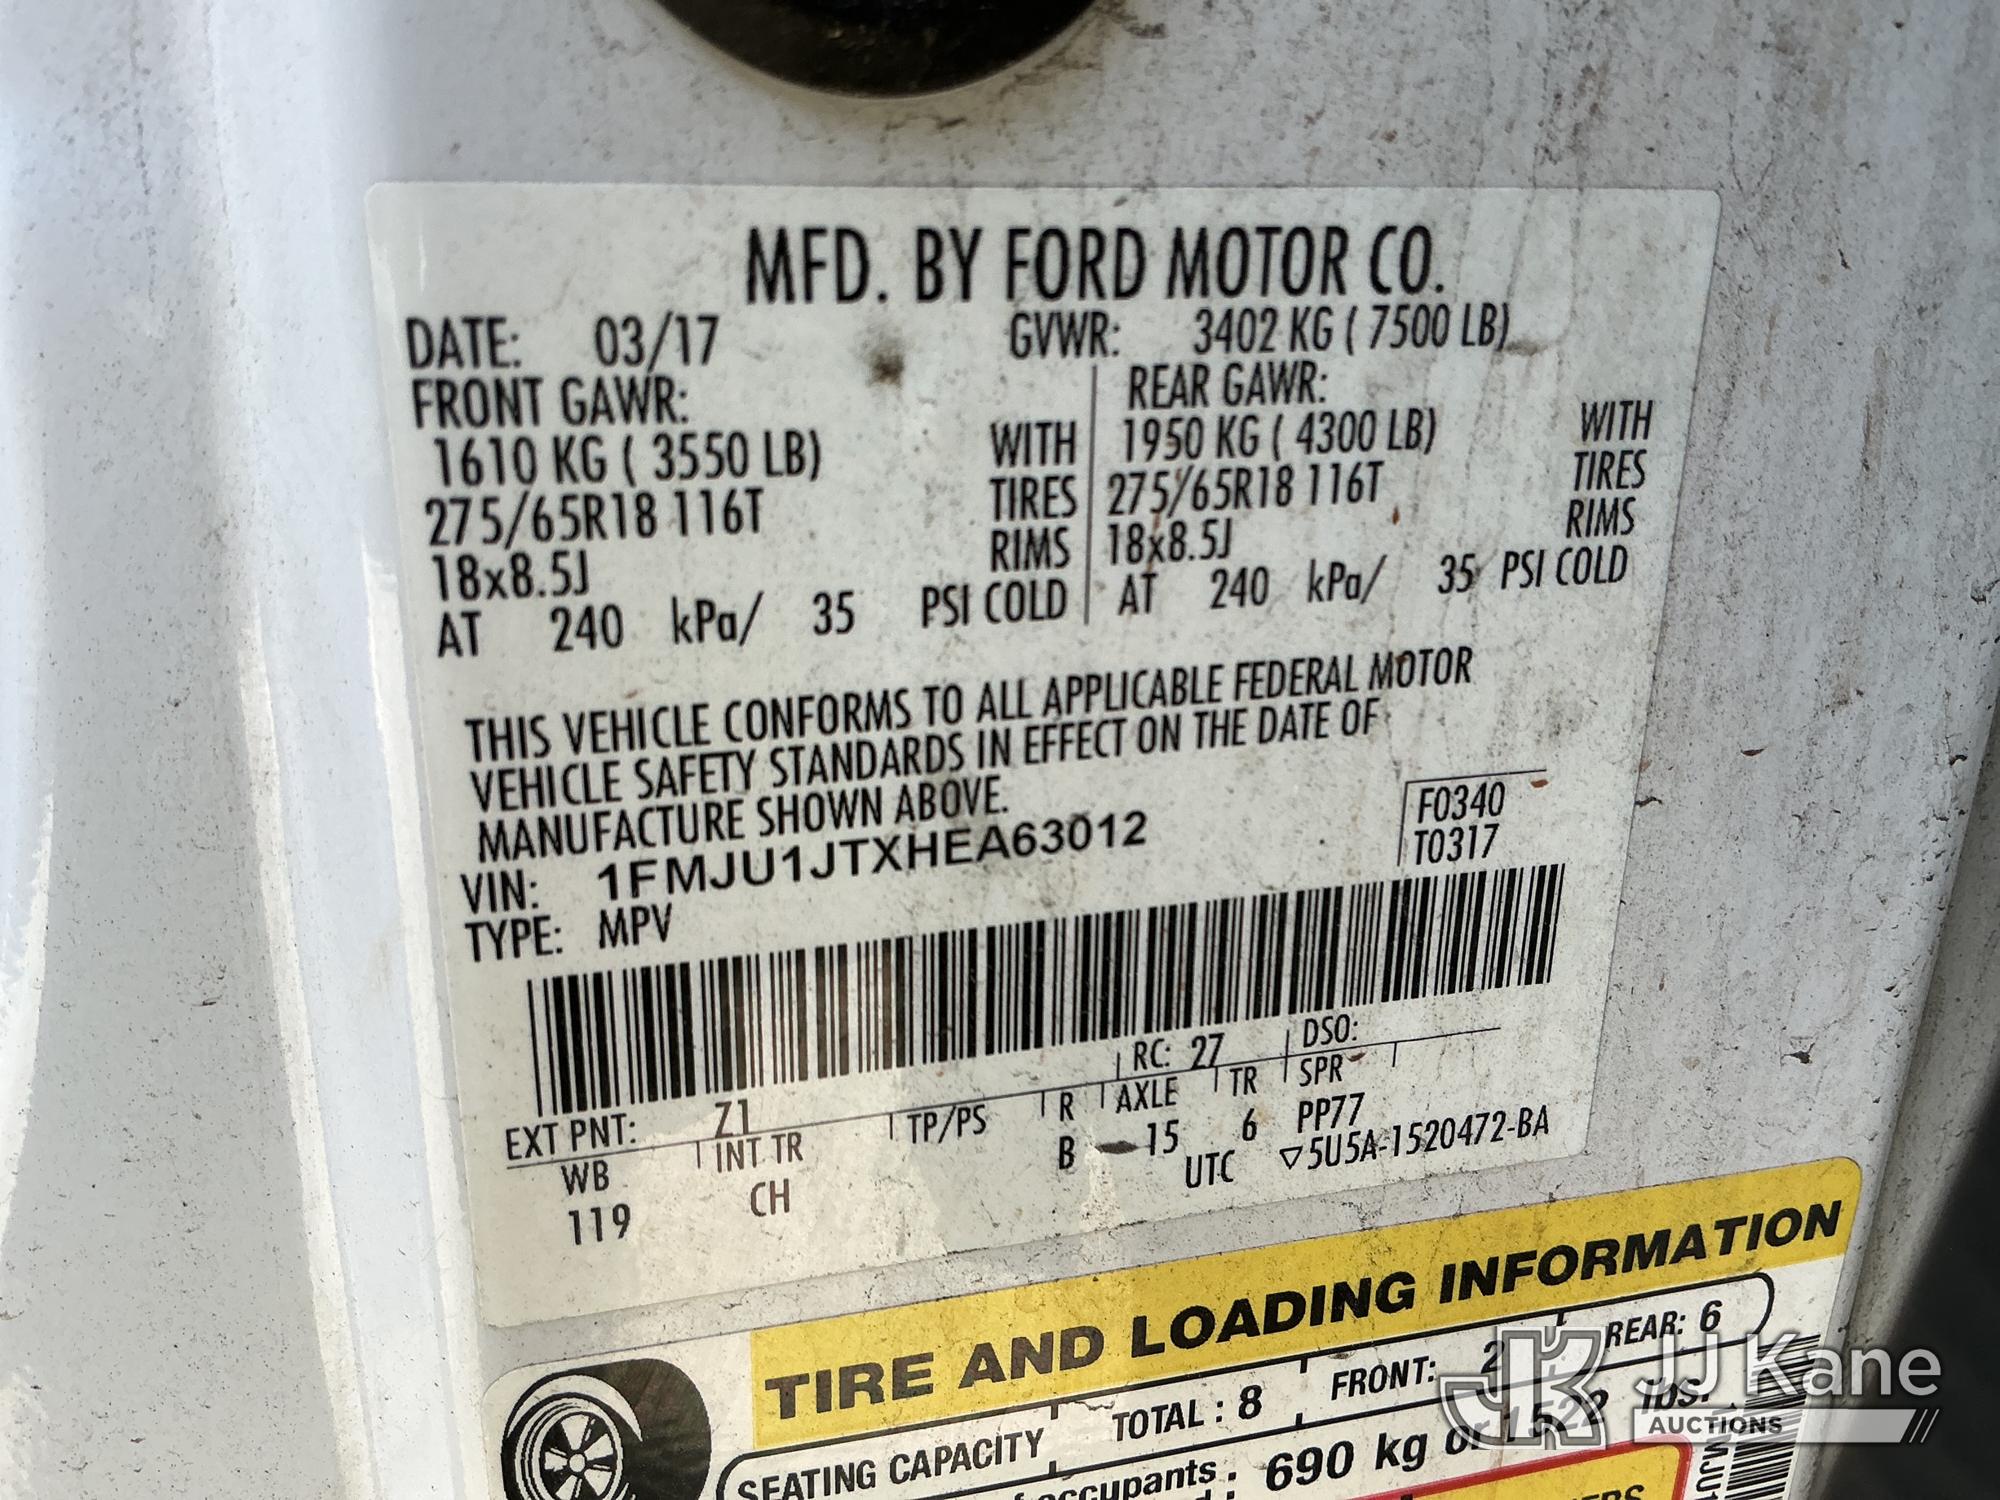 MFD. BY FORD MOTOR CO.
DATE: 03/17 GVWR: 3402 KG ( 7500 LB)
FRONT GAWR: REAR GAWR:
1610 KG ( 3550 LB) WITH 1950 KG ( 4300 LB) WITH
275/65R18 116T TIRES 275/65R18 116T TIRES
18x8.5J RIMS 18x8.5J RIMS
AT 240 kPa/ 35 PSI COLD AT 240 kPa/ 35 PSI COLD
THIS VEHICLE CONFORMS TO ALL APPLICABLE FEDERAL MOTOR
VEHICLE SAFETY STANDARDS IN EFFECT ON THE DATE OF
MANUFACTURE SHOWN ABOVE.
F0340
VIN: 1FMJU1JTXHEA63012 T0317
TYPE: MPV
RC: 27 DSO:
EXT PNT: Z1 TP/PS R AXLE TR SPR
WB INT TR B 15 6 PP77
119 CH UTC ▽5U5A-1520472-BA
TIRE AND LOADING INFORMATION
SEATING CAPACITY TOTAL : 8 FRONT: 2 REAR: 6
occupants 690 kg or 1522 lbs.
JJ Kane
AUCTIONS